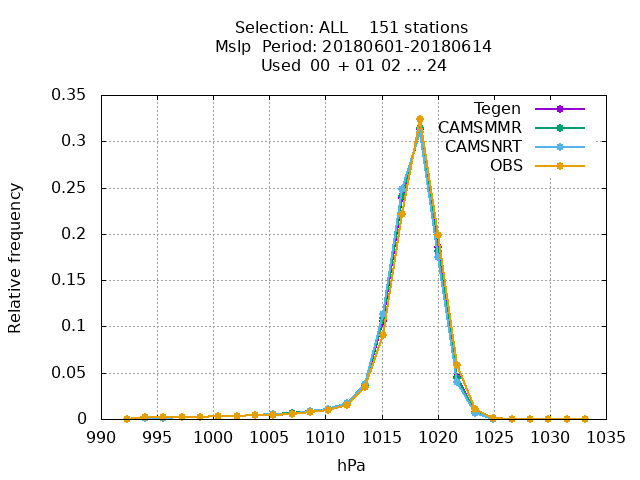 Selection: ALL    151 stations
Mslp  Period: 20180601-20180614
Used  00  + 01 02 ... 24
0.35
0.3
0.25
0.2
0.15
0.1
0.05
0
Relative frequency
Tegen
CAMSMMR
CAMSNRT
OBS
990 995 1000 1005 1010 1015 1020 1025 1030 1035
hPa